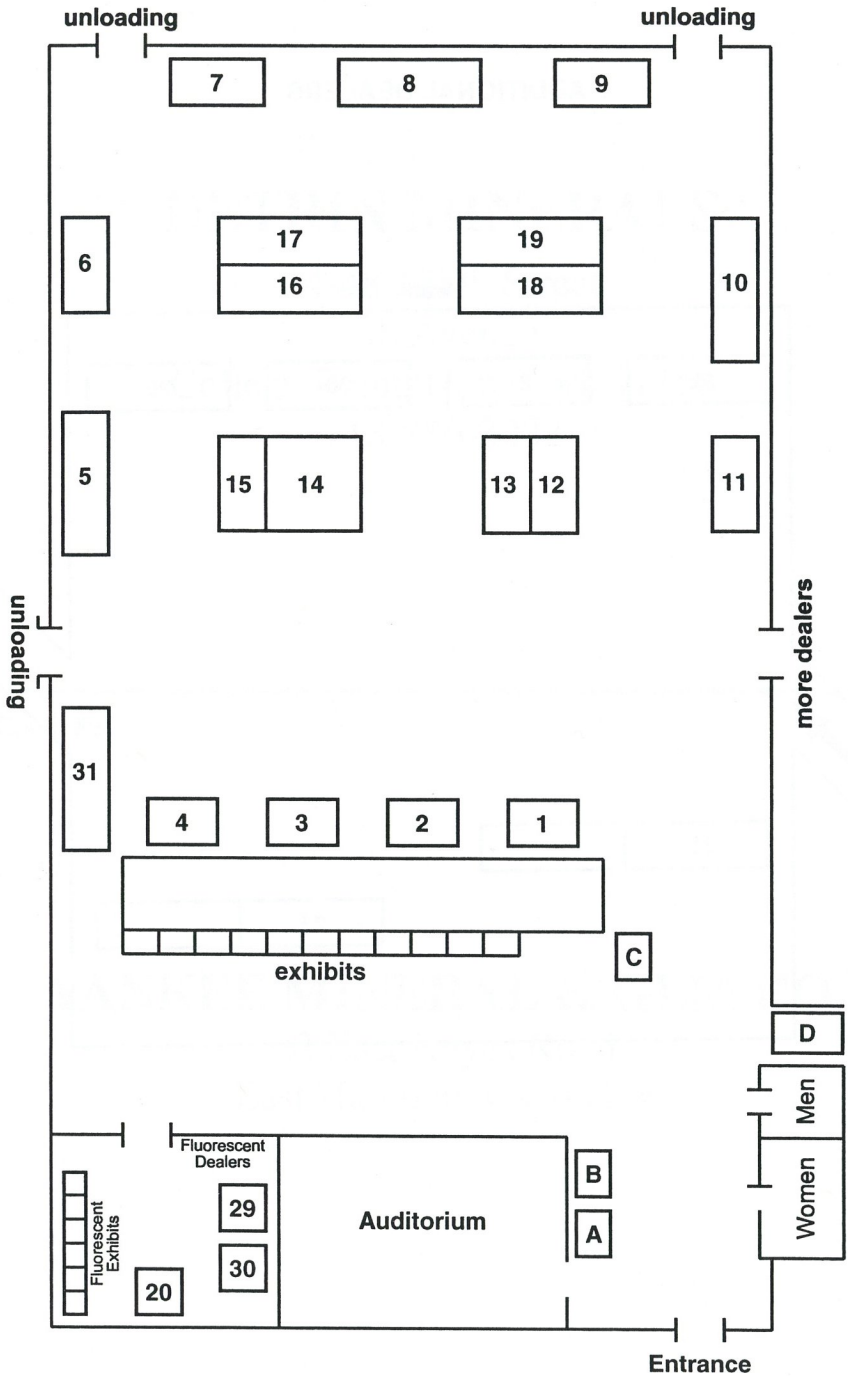 unloading
unloading
7
8
9
6
17
19
10
16
18
5
15
14
13
12
11
unloading
more dealers
31
4
3
2
1
exhibits
C
D
Men
Fluorescent
Dealers
B
Women
29
Auditorium
A
Fluorescent
Exhibits
30
20
Entrance